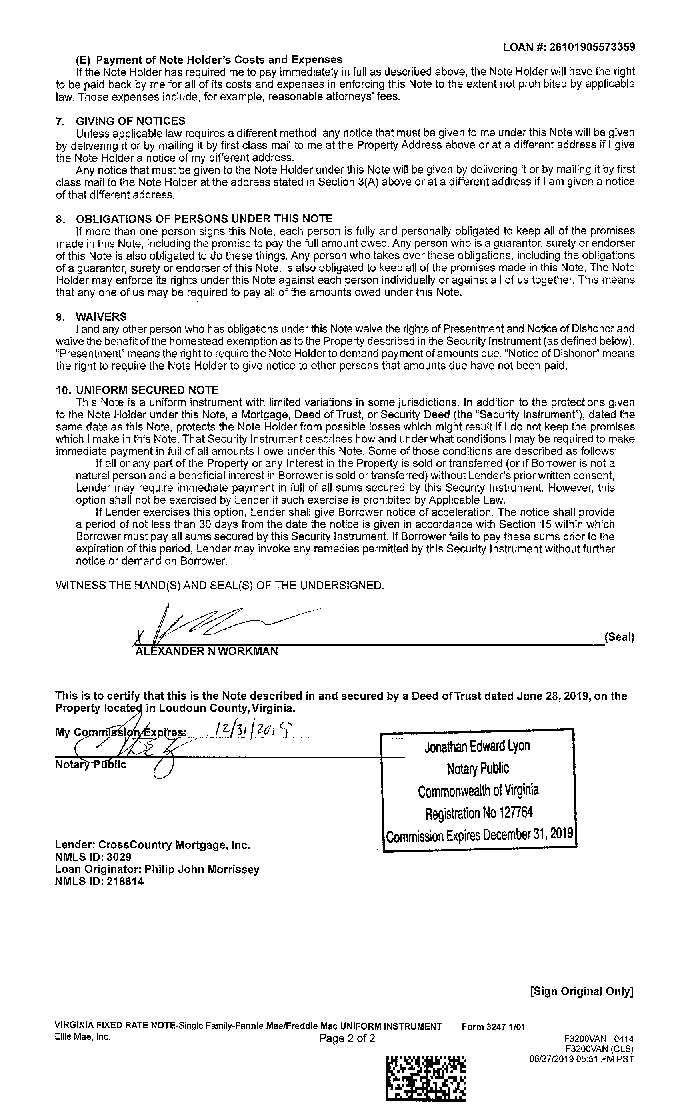 LOAN #: 26101905573359
(E) Payment of Note Holder's Costs and Expenses
If the Note Holder has required me to pay immediately in full as described above, the Note Holder will have the right
to be paid back by me for all of its costs and expenses in enforcing this Note to the extent not prohibited by applicable
law. Those expenses include, for example, reasonable attorneys' fees.
7. GIVING OF NOTICES
Unless applicable law requires a different method, any notice that must be given to me under this Note will be given
by delivering it or by mailing it by first class mail to me at the Property Address above or at a different address if I give
the Note Holder a notice of my different address.
Any notice that must be given to the Note Holder under this Note will be given by delivering it or by mailing it by first
class mail to the Note Holder at the address stated in Section 3(A) above or at a different address if I am given a notice
of that different address.
8. OBLIGATIONS OF PERSONS UNDER THIS NOTE
If more than one person signs this Note, each person is fully and personally obligated to keep all of the promises
made in this Note, including the promise to pay the full amount owed. Any person who is a guarantor, surety or endorser
of this Note is also obligated to do these things. Any person who takes over these obligations, including the obligations
of a guarantor, surety or endorser of this Note, is also obligated to keep all of the promises made in this Note. The Note
Holder may enforce its rights under this Note against each person individually or against all of us together. This means
that any one of us may be required to pay all of the amounts owed under this Note.
9. WAIVERS
I and any other person who has obligations under this Note waive the rights of Presentment and Notice of Dishonor and
waive the benefit of the homestead exemption as to the Property described in the Security Instrument (as defined below).
"Presentment" means the right to require the Note Holder to demand payment of amounts due. "Notice of Dishonor" means
the right to require the Note Holder to give notice to other persons that amounts due have not been paid.
10. UNIFORM SECURED NOTE
This Note is a uniform instrument with limited variations in some jurisdictions. In addition to the protections given
to the Note Holder under this Note, a Mortgage, Deed of Trust, or Security Deed (the "Security Instrument"), dated the
same date as this Note, protects the Note Holder from possible losses which might result if I do not keep the promises
which I make in this Note. That Security Instrument describes how and under what conditions I may be required to make
immediate payment in full of all amounts I owe under this Note. Some of those conditions are described as follows:
If all or any part of the Property or any Interest in the Property is sold or transferred (or if Borrower is not a
natural person and a beneficial interest in Borrower is sold or transferred) without Lender's prior written consent,
Lender may require immediate payment in full of all sums secured by this Security Instrument. However, this
option shall not be exercised by Lender if such exercise is prohibited by Applicable Law.
If Lender exercises this option, Lender shall give Borrower notice of acceleration. The notice shall provide
a period of not less than 30 days from the date the notice is given in accordance with Section 15 within which
Borrower must pay all sums secured by this Security Instrument. If Borrower fails to pay these sums prior to the
expiration of this period, Lender may invoke any remedies permitted by this Security Instrument without further
notice or demand on Borrower.
WITNESS THE HAND(S) AND SEAL(S) OF THE UNDERSIGNED.
X
(Seal)
ALEXANDER N WORKMAN
This is to certify that this is the Note described in and secured by a Deed of Trust dated June 28, 2019, on the
Property located in Loudoun County, Virginia.
My Commission Expires: 12/31/2019
Notary Public
Jonathan Edward Lyon
Notary Public
Commonwealth of Virginia
Registration No 127764
Commission Expires December 31, 2019
Lender: CrossCountry Mortgage, Inc.
NMLS ID: 3029
Loan Originator: Philip John Morrissey
NMLS ID: 218614
[Sign Original Only]
VIRGINIA FIXED RATE NOTE-Single Family-Fannie Mae/Freddie Mac UNIFORM INSTRUMENT Form 3247 1/01
Ellie Mae, Inc. Page 2 of 2 F3200VAN 0414
F3200VAN (CLS)
06/27/2019 05:51 PM PST